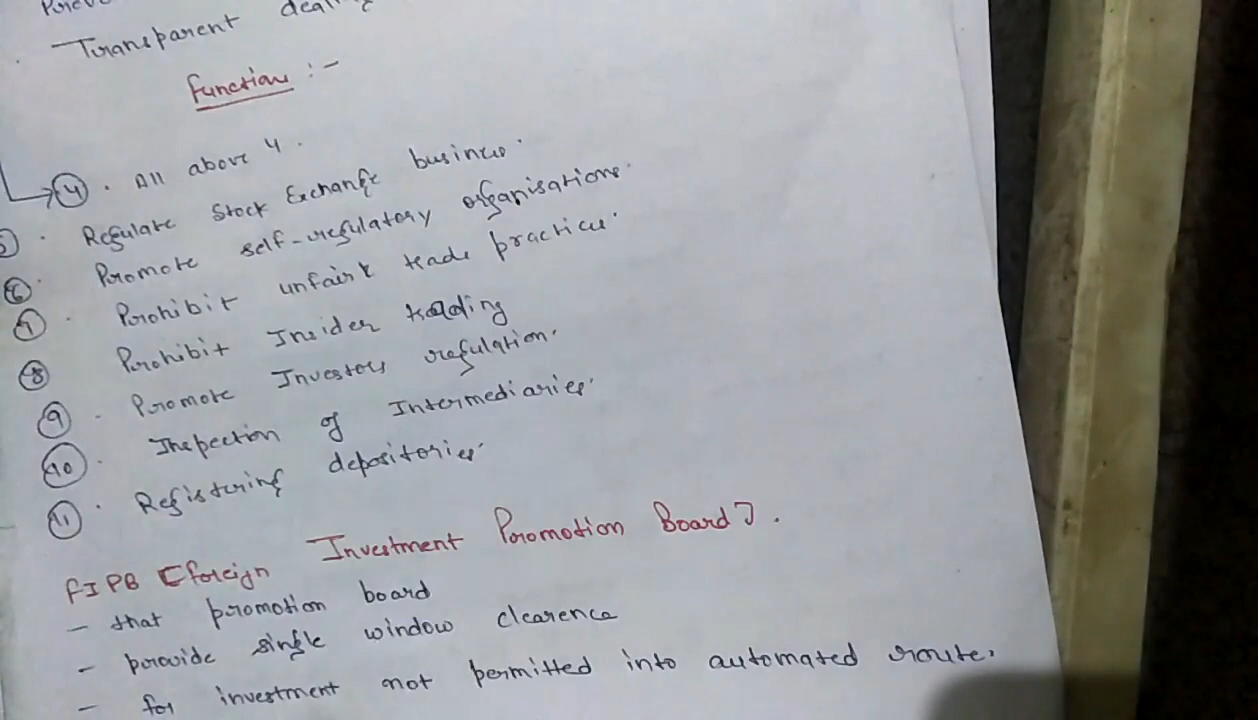 Transparent
Function :-
4. All above 4.
Regulate Stock Exchange business.
6. Promote self-regulatory organisations.
7. Prohibit unfair trade practices.
8. Prohibit Insider trading
9. Promote Investors regulation.
10. Inspection of Intermediaries.
11. Registering depositories.
FIPB [foreign Investment Promotion Board].
- that promotion board
- provide single window clearence
- for investment not permitted into automated route.